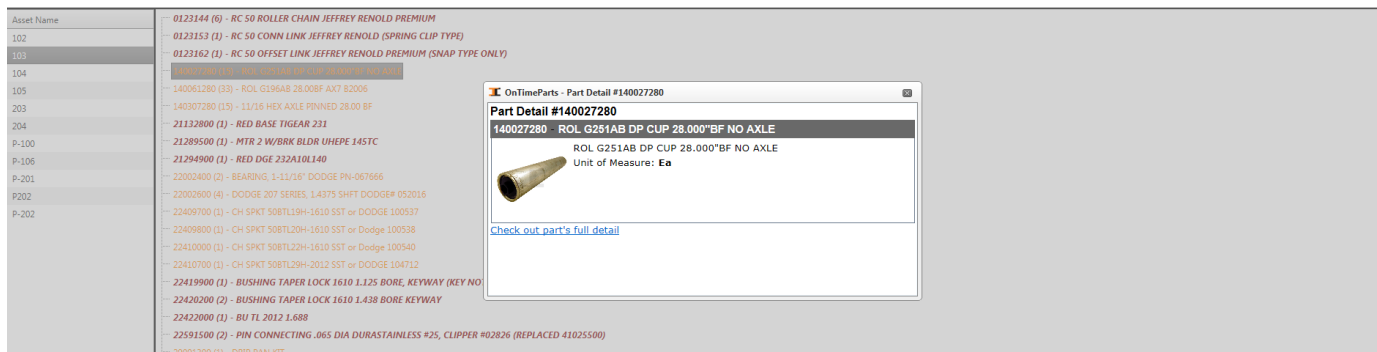 Asset Name
102
103
104
105
203
204
P-100
P-106
P-201
P202
P-202
0123144 (6) - RC 50 ROLLER CHAIN JEFFREY RENOLD PREMIUM
0123153 (1) - RC 50 CONN LINK JEFFREY RENOLD (SPRING CLIP TYPE)
0123162 (1) - RC 50 OFFSET LINK JEFFREY RENOLD PREMIUM (SNAP TYPE ONLY)
140027280 (15) - ROL G251AB DP CUP 28.000"BF NO AXLE
140061280 (33) - ROL G196AB 28.00BF AX7 B2006
140307280 (15) - 11/16 HEX AXLE PINNED 28.00 BF
21132800 (1) - RED BASE TIGEAR 231
21289500 (1) - MTR 2 W/BRK BLDR UHEPE 145TC
21294900 (1) - RED DGE 232A10L140
22002400 (2) - BEARING, 1-11/16" DODGE PN-067666
22002600 (4) - DODGE 207 SERIES, 1.4375 SHFT DODGE# 052016
22409700 (1) - CH SPKT 50BTL19H-1610 SST or DODGE 100537
22409800 (1) - CH SPKT 50BTL20H-1610 SST or Dodge 100538
22410000 (1) - CH SPKT 50BTL22H-1610 SST or Dodge 100540
22410700 (1) - CH SPKT 50BTL29H-2012 SST or DODGE 104712
22419900 (1) - BUSHING TAPER LOCK 1610 1.125 BORE, KEYWAY (KEY NOT
22420200 (2) - BUSHING TAPER LOCK 1610 1.438 BORE KEYWAY
22422000 (1) - BU TL 2012 1.688
22591500 (2) - PIN CONNECTING .065 DIA DURASTAINLESS #25, CLIPPER #02826 (REPLACED 41025500)
OnTimeParts - Part Detail #140027280
Part Detail #140027280
140027280 - ROL G251AB DP CUP 28.000"BF NO AXLE
ROL G251AB DP CUP 28.000"BF NO AXLE
Unit of Measure: Ea
Check out part's full detail